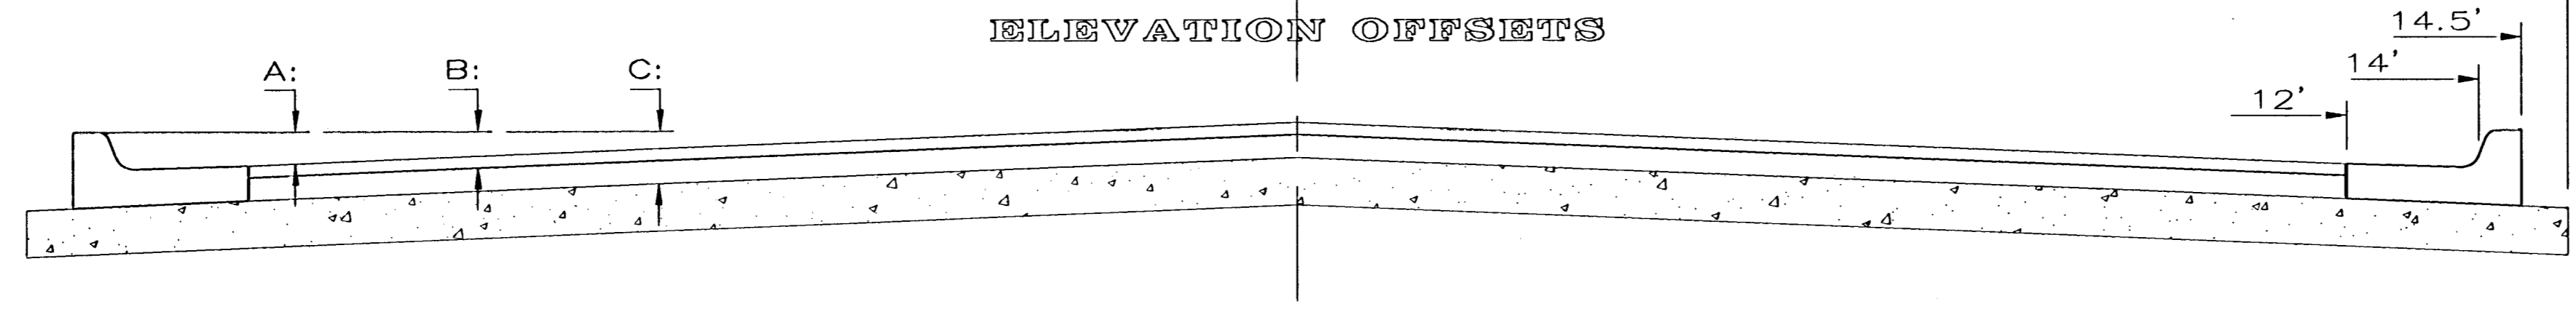 ELEVATION OFFSETS
14.5'
14'
12'
A:
B:
C: